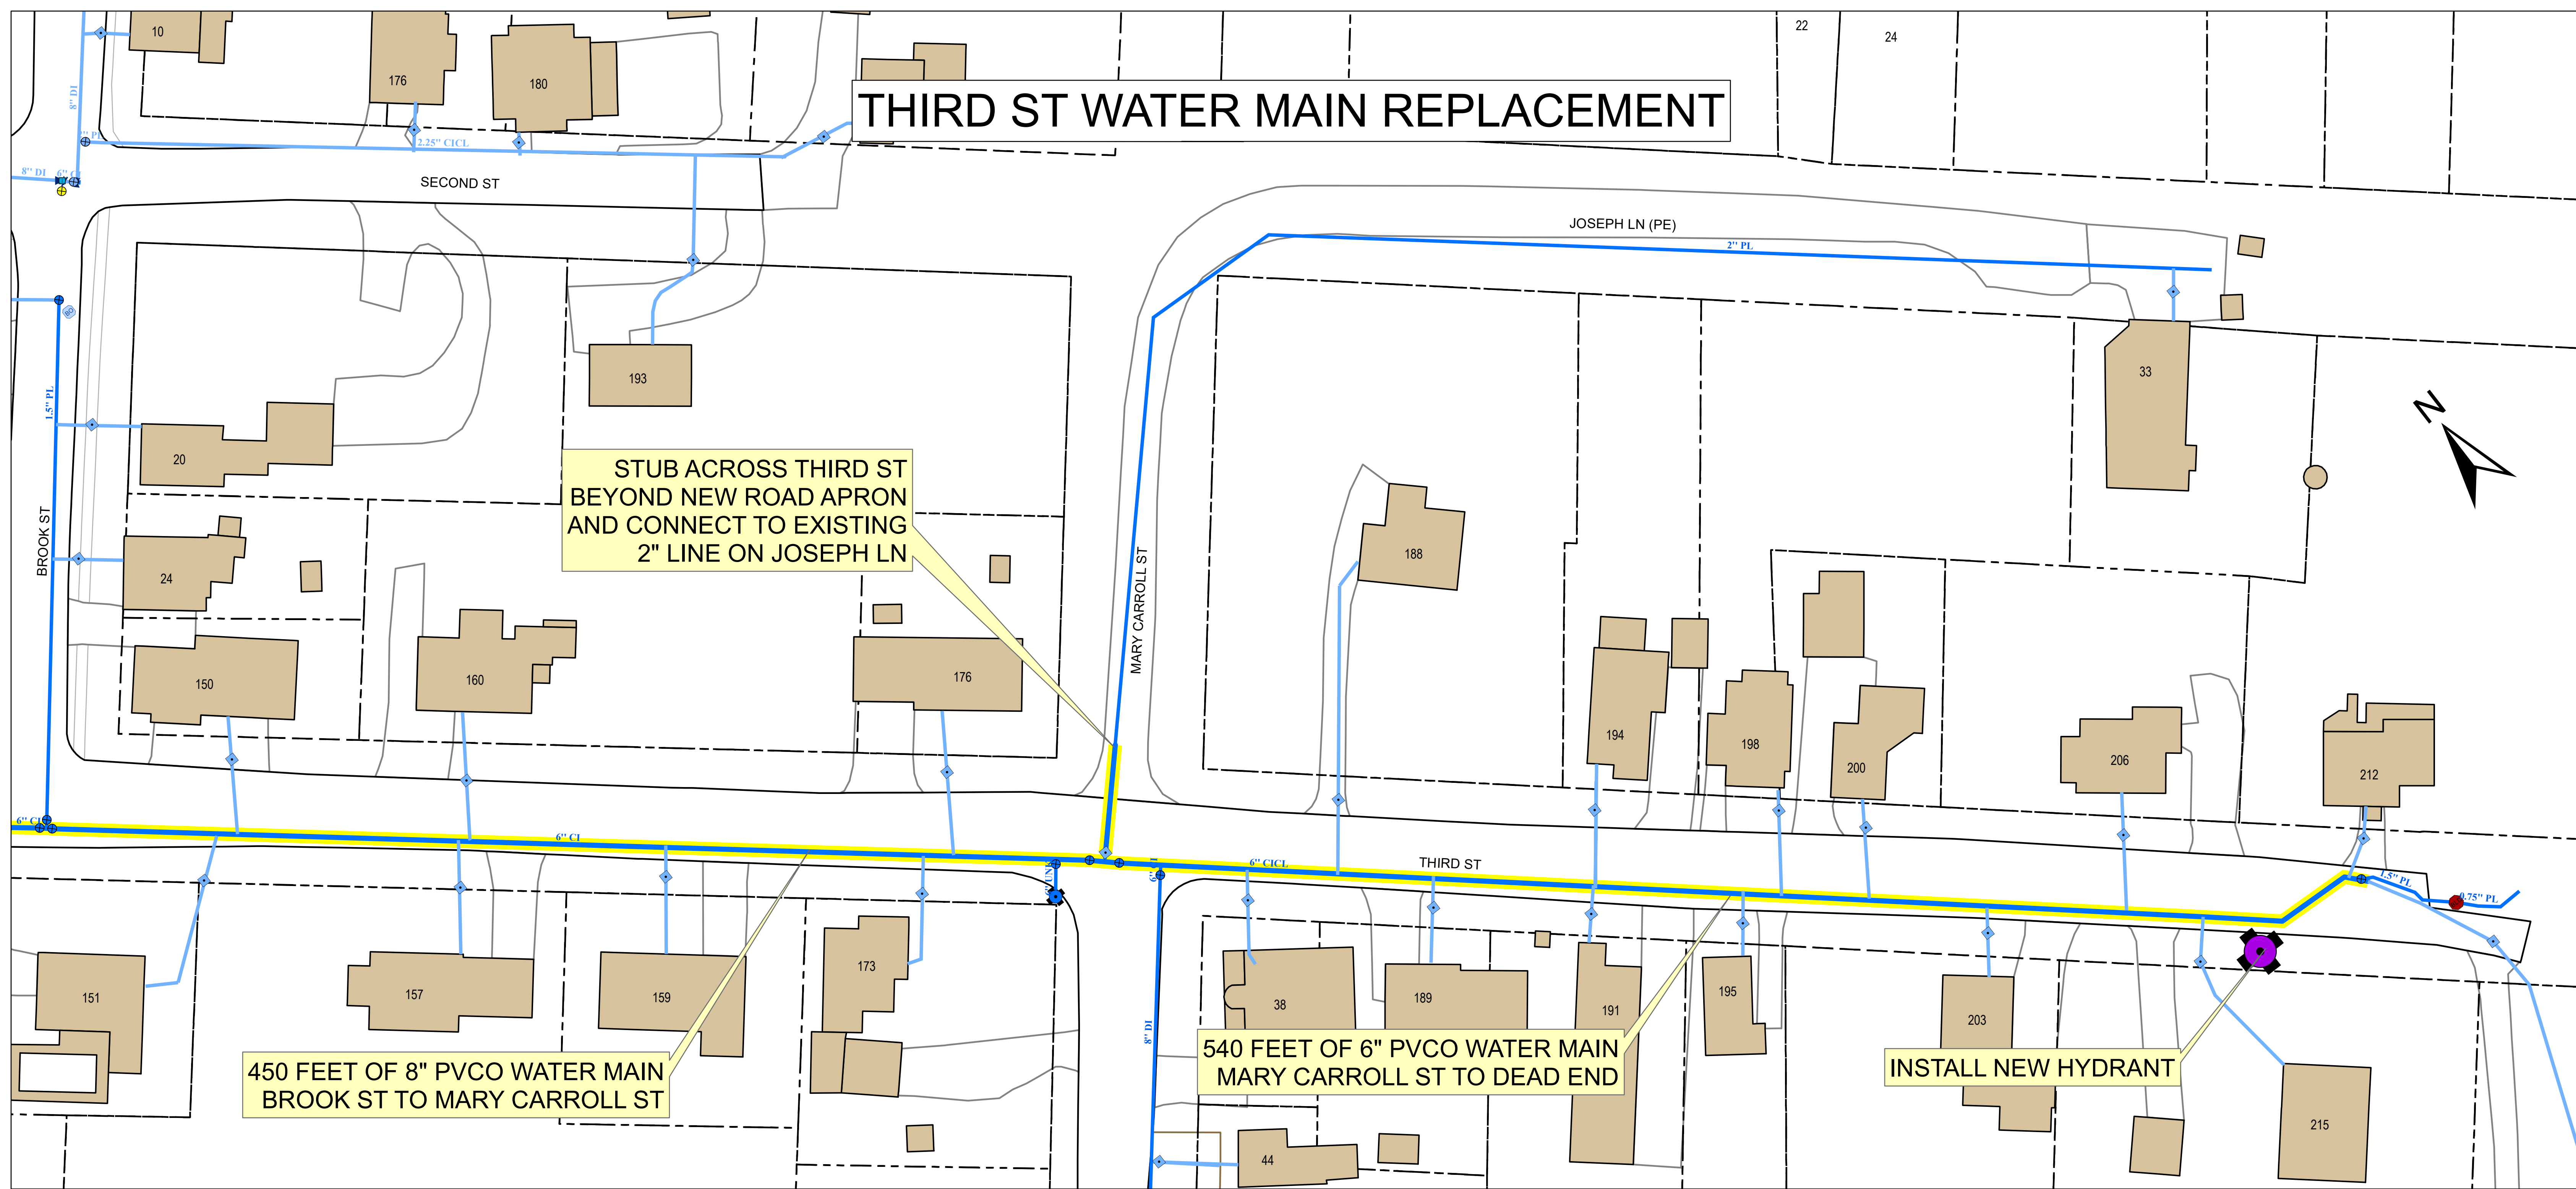 10
176
180
22
24
THIRD ST WATER MAIN REPLACEMENT
8" DI
2.25" CICL
8" DI
SECOND ST
JOSEPH LN (PE)
2" PL
BO
193
33
N
1.5" PL
20
STUB ACROSS THIRD ST
BEYOND NEW ROAD APRON
AND CONNECT TO EXISTING
2" LINE ON JOSEPH LN
BROOK ST
24
188
MARY CARROLL ST
150
160
176
194
198
200
206
212
6" CI
6" CI
6" CICL
THIRD ST
1.5" PL
0.75" PL
151
157
159
173
38
189
191
195
203
8" DI
450 FEET OF 8" PVCO WATER MAIN
BROOK ST TO MARY CARROLL ST
540 FEET OF 6" PVCO WATER MAIN
MARY CARROLL ST TO DEAD END
INSTALL NEW HYDRANT
44
215